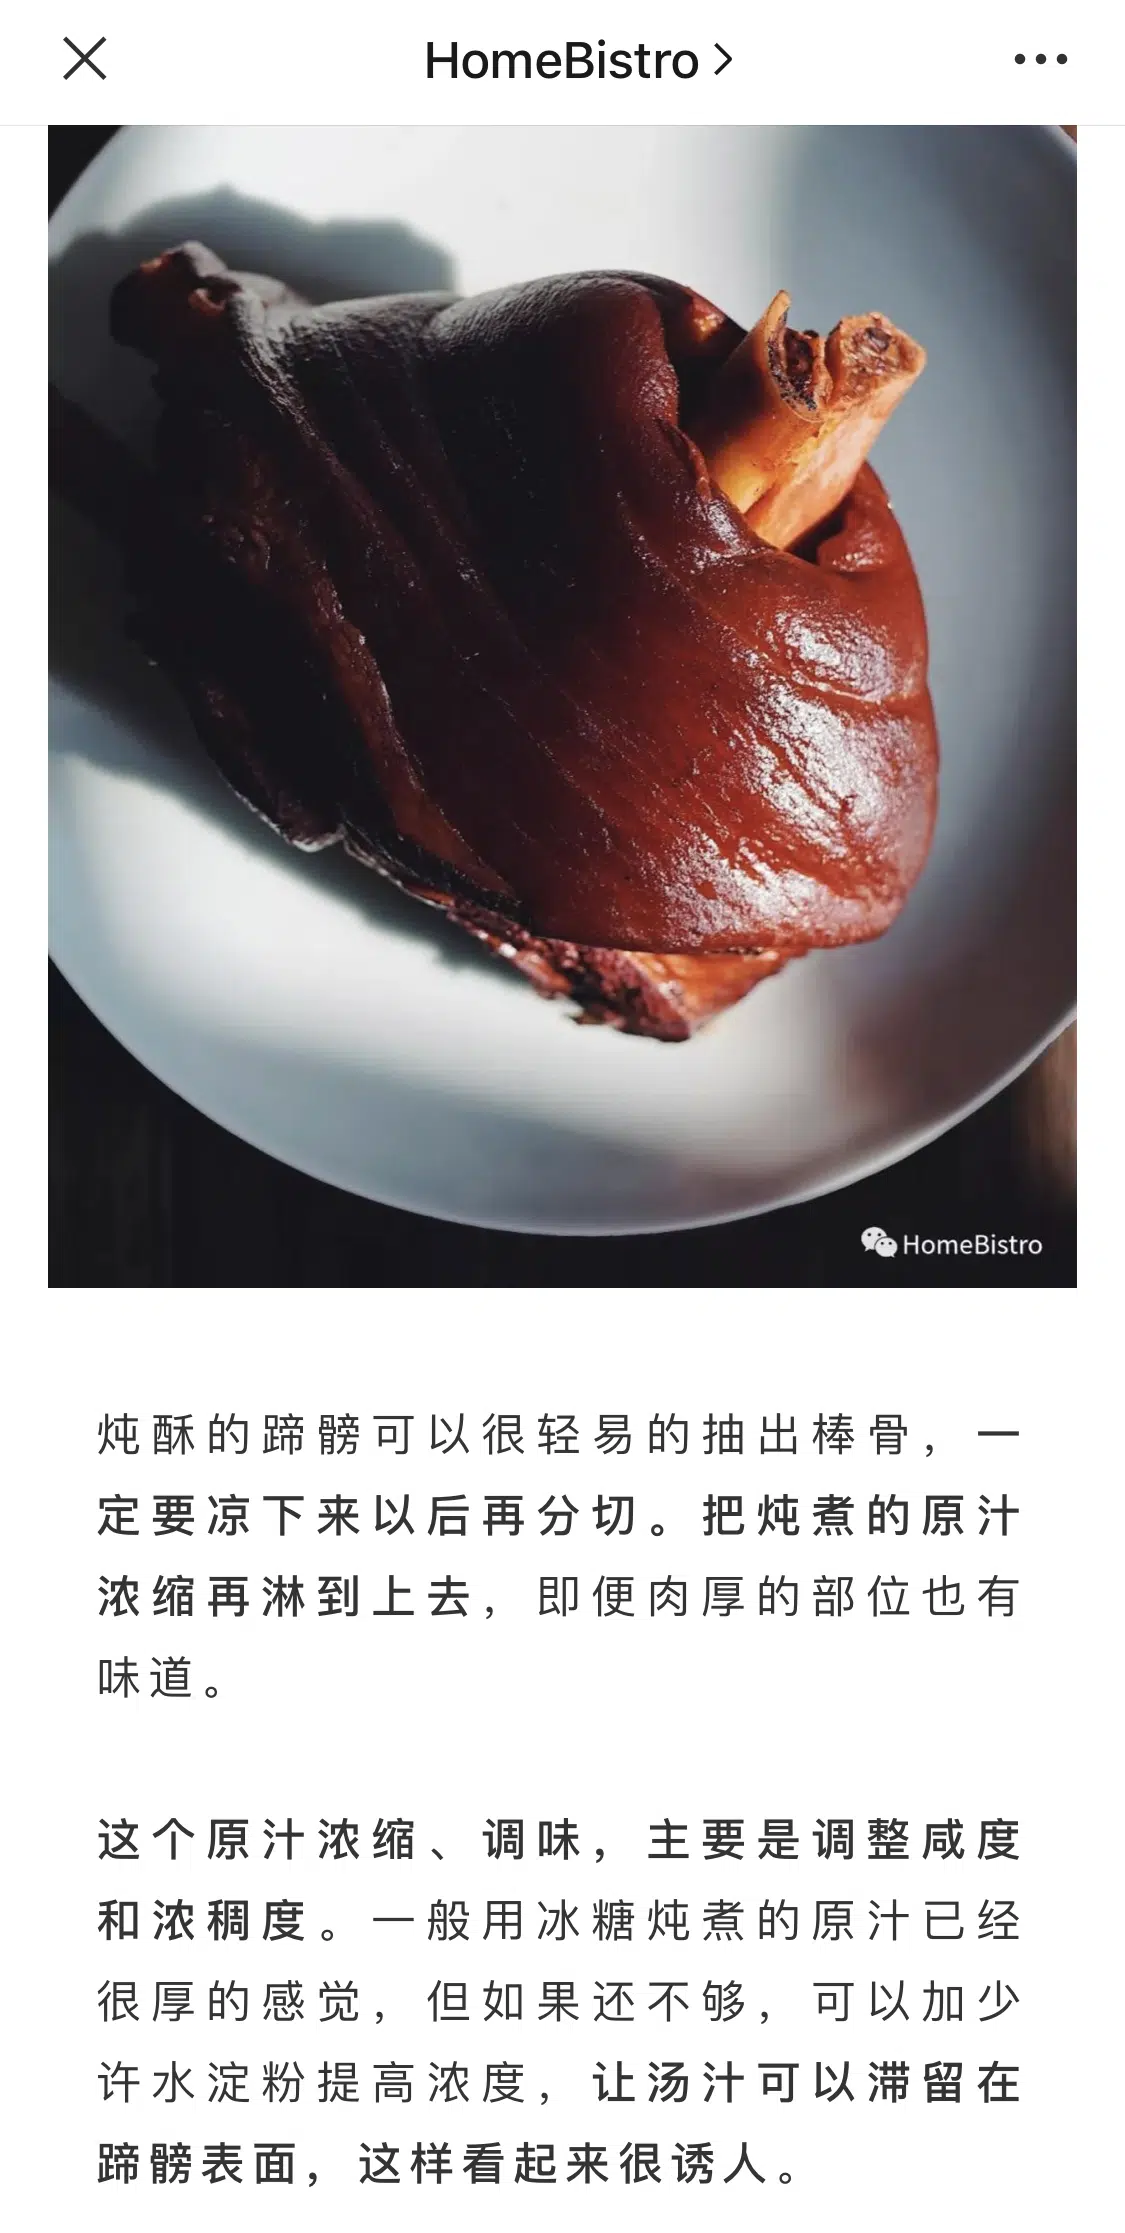 HomeBistro
HomeBistro
炖酥的蹄髈可以很轻易的抽出棒骨，一
定要凉下来以后再分切。把炖煮的原汁
浓缩再淋到上去，即便肉厚的部位也有
味道。
这个原汁浓缩、调味，主要是调整咸度
和浓稠度。一般用冰糖炖煮的原汁已经
很厚的感觉，但如果还不够，可以加少
许水淀粉提高浓度，让汤汁可以滞留在
蹄髈表面，这样看起来很诱人。